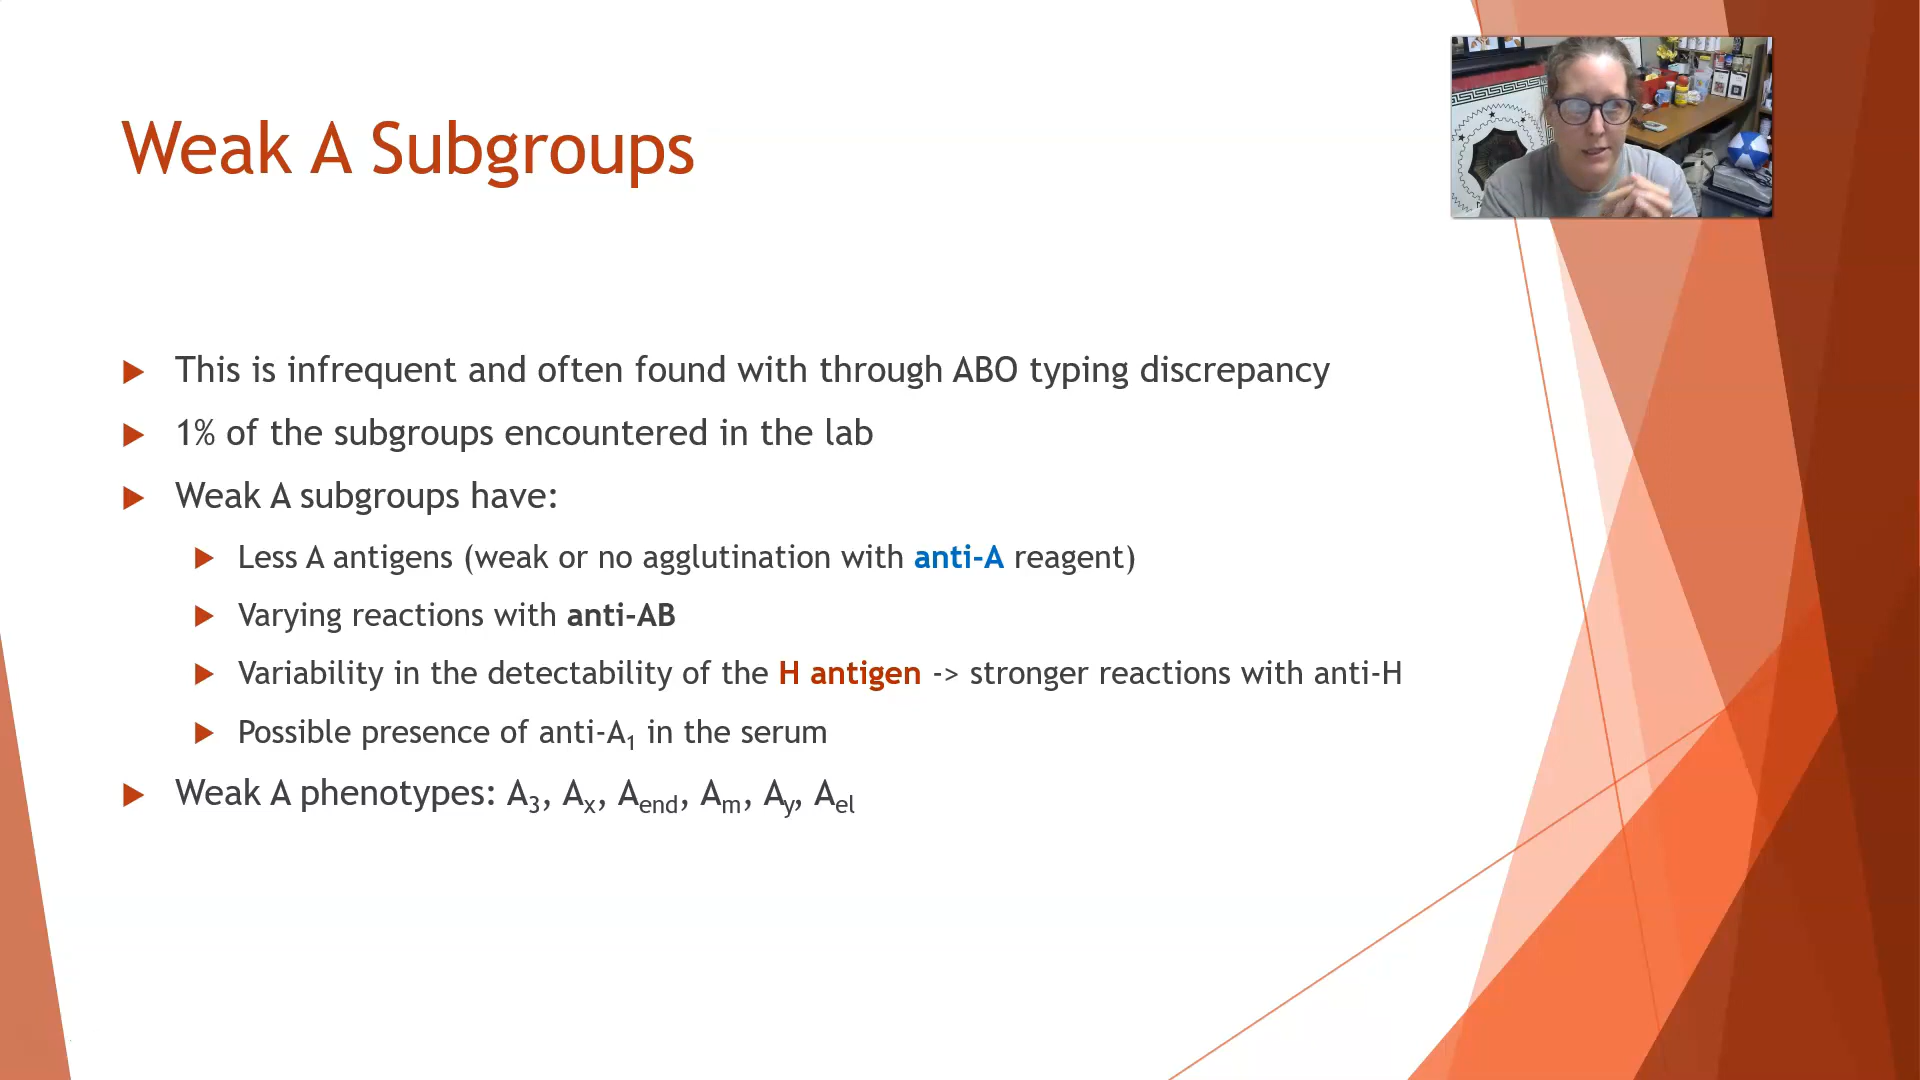 Weak A Subgroups
This is infrequent and often found with through ABO typing discrepancy
1% of the subgroups encountered in the lab
Weak A subgroups have:
Less A antigens (weak or no agglutination with anti-A reagent)
Varying reactions with anti-AB
Variability in the detectability of the H antigen -> stronger reactions with anti-H
Possible presence of anti-A₁ in the serum
Weak A phenotypes: A₃, Aₓ, Aend, Am, Ay, Ael